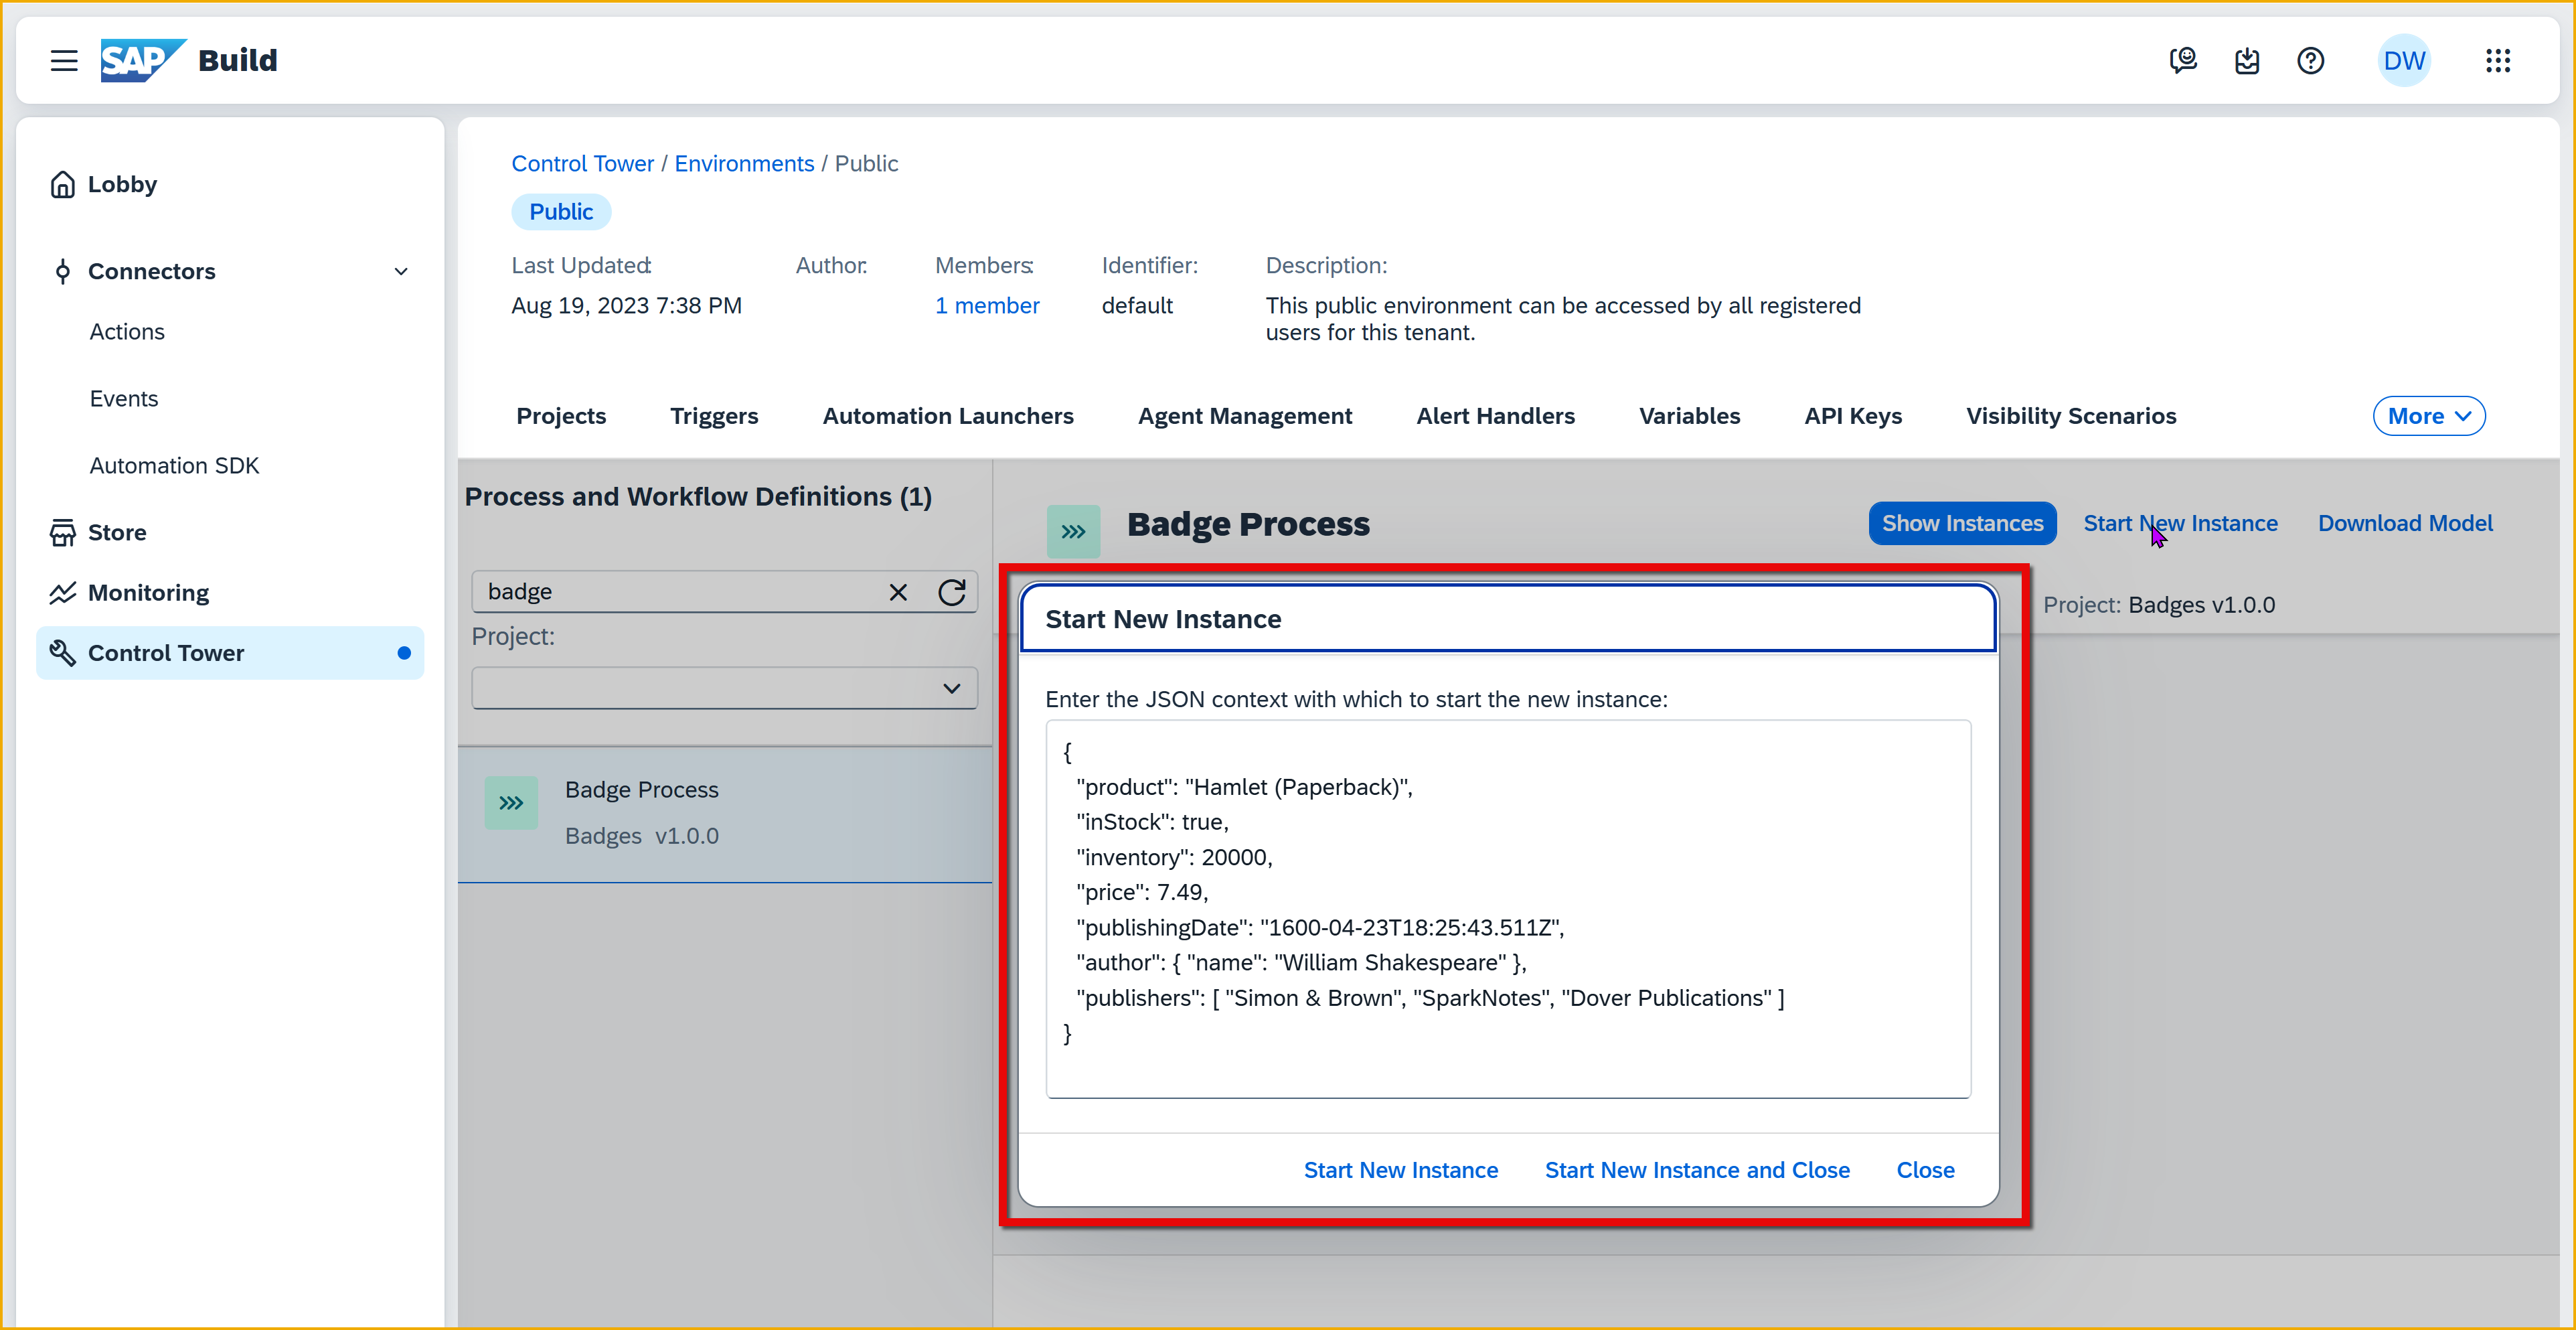 SAP Build
DW
Lobby
Connectors
Actions
Events
Automation SDK
Store
Monitoring
Control Tower
Control Tower / Environments / Public
Public
Last Updated: Author: Members: Identifier: Description:
Aug 19, 2023 7:38 PM 1 member default This public environment can be accessed by all registered
users for this tenant.
Projects Triggers Automation Launchers Agent Management Alert Handlers Variables API Keys Visibility Scenarios More
Process and Workflow Definitions (1)
badge
Project:
Badge Process
Badges v1.0.0
Badge Process
Show Instances Start New Instance Download Model
Project: Badges v1.0.0
Start New Instance
Enter the JSON context with which to start the new instance:
{
"product": "Hamlet (Paperback)",
"inStock": true,
"inventory": 20000,
"price": 7.49,
"publishingDate": "1600-04-23T18:25:43.511Z",
"author": { "name": "William Shakespeare" },
"publishers": [ "Simon & Brown", "SparkNotes", "Dover Publications" ]
}
Start New Instance Start New Instance and Close Close